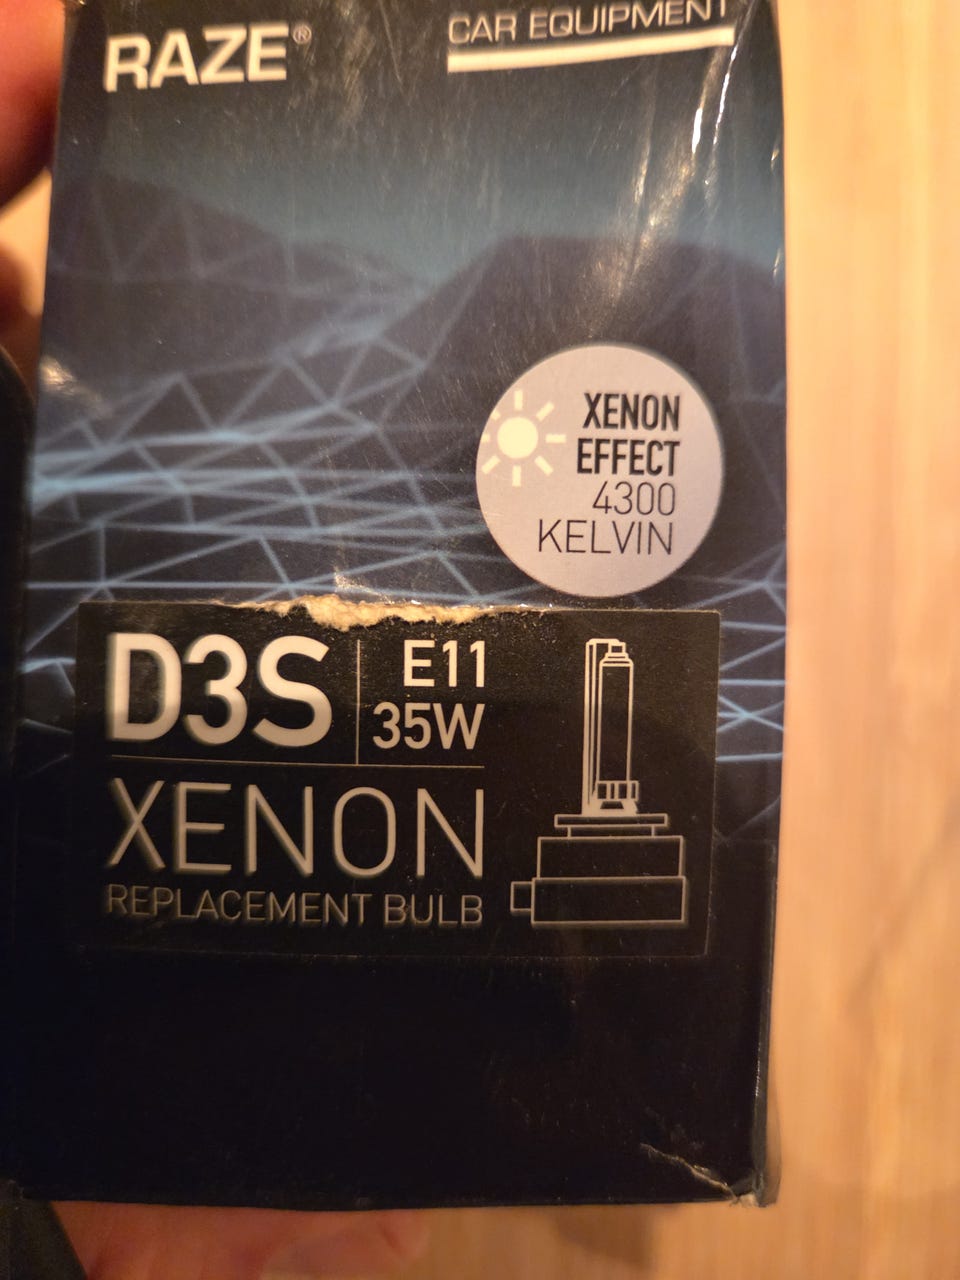 RAZE®
CAR EQUIPMENT
XENON
EFFECT
4300
KELVIN
D3S
E11
35W
XENON
REPLACEMENT BULB